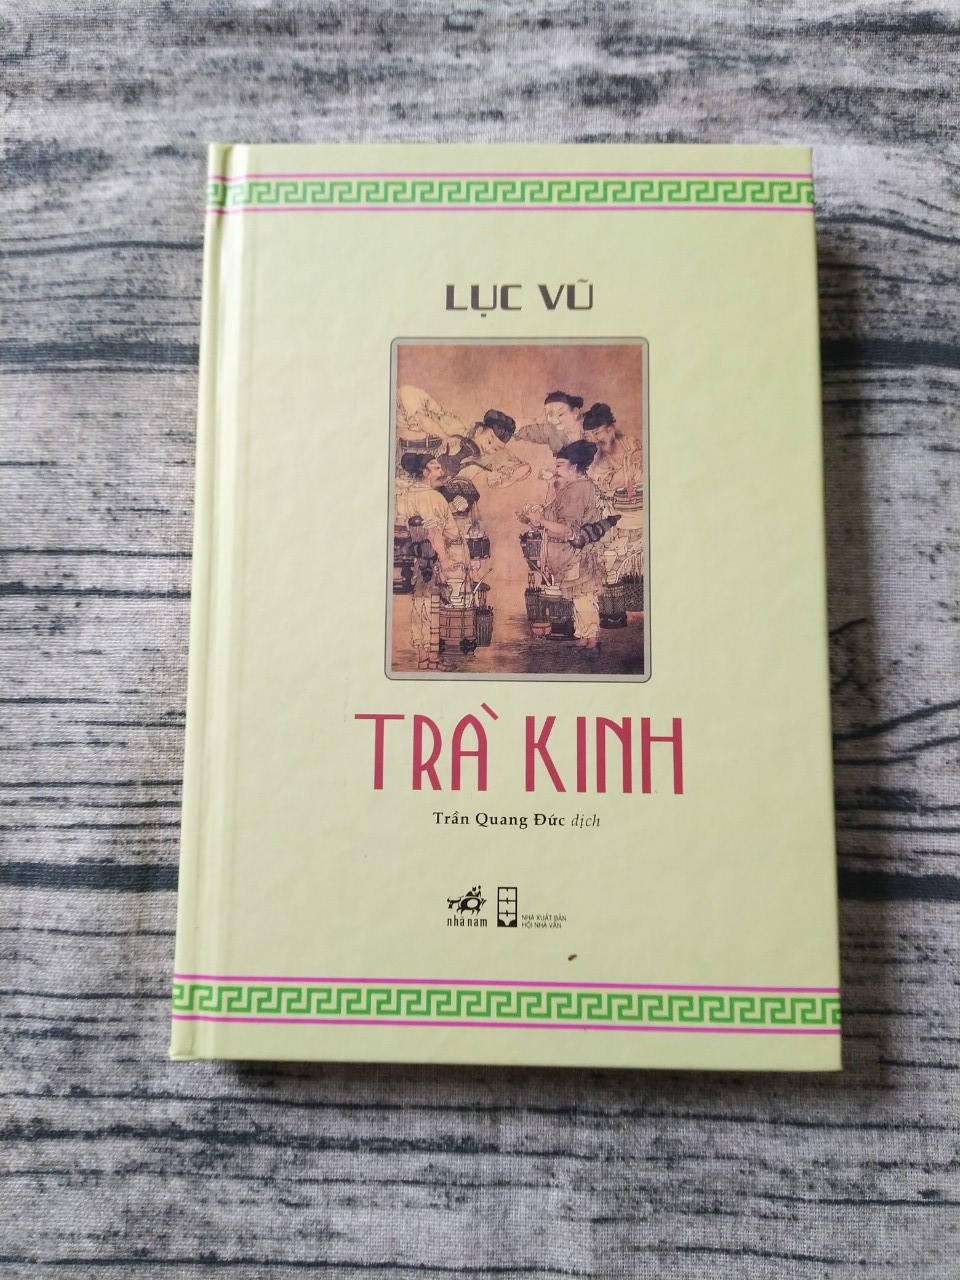 LỤC VŨ
TRÀ KINH
Trần Quang Đức dịch
nhã nam
NHÀ XUẤT BẢN
HỘI NHÀ VĂN